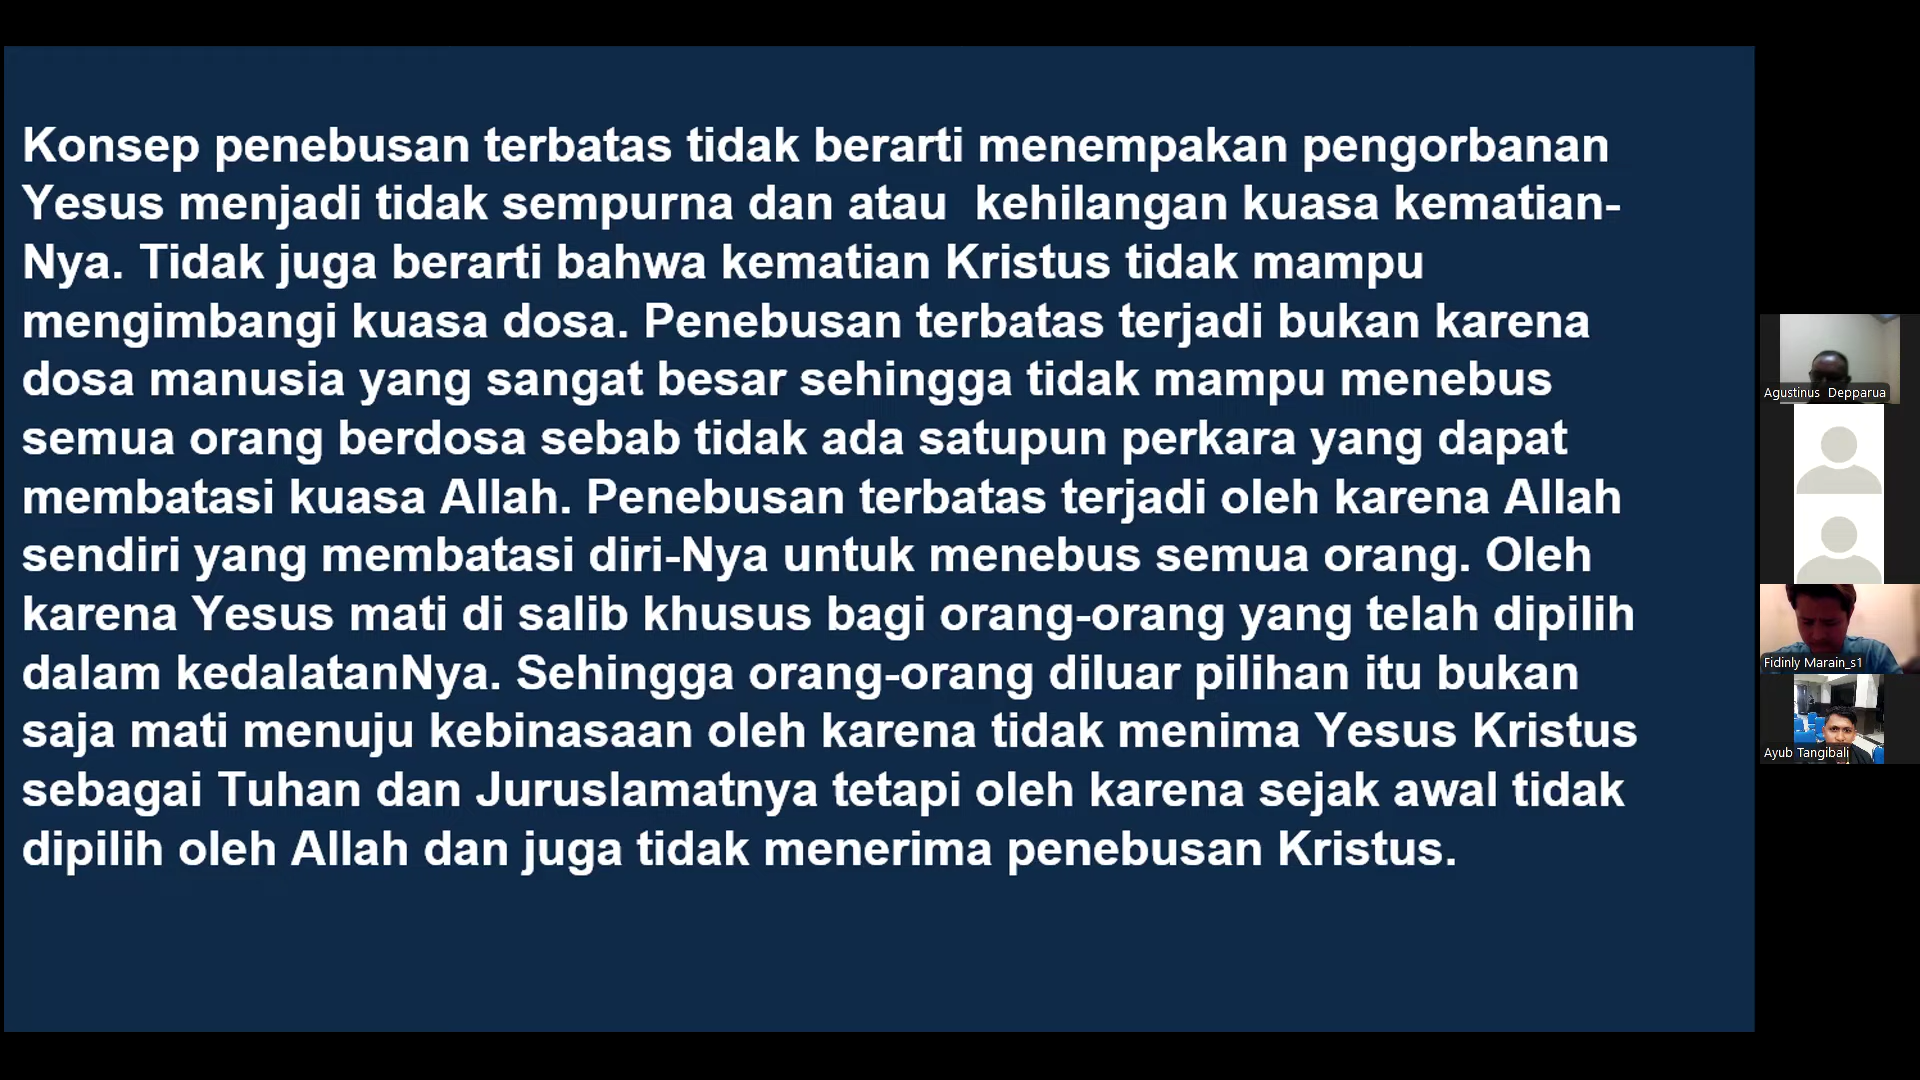 Konsep penebusan terbatas tidak berarti menempakan pengorbanan
Yesus menjadi tidak sempurna dan atau  kehilangan kuasa kematian-
Nya. Tidak juga berarti bahwa kematian Kristus tidak mampu
mengimbangi kuasa dosa. Penebusan terbatas terjadi bukan karena
dosa manusia yang sangat besar sehingga tidak mampu menebus
semua orang berdosa sebab tidak ada satupun perkara yang dapat
membatasi kuasa Allah. Penebusan terbatas terjadi oleh karena Allah
sendiri yang membatasi diri-Nya untuk menebus semua orang. Oleh
karena Yesus mati di salib khusus bagi orang-orang yang telah dipilih
dalam kedalatanNya. Sehingga orang-orang diluar pilihan itu bukan
saja mati menuju kebinasaan oleh karena tidak menima Yesus Kristus
sebagai Tuhan dan Juruslamatnya tetapi oleh karena sejak awal tidak
dipilih oleh Allah dan juga tidak menerima penebusan Kristus.
Agustinus  Depparua
Fidinly Marain_s1
Ayub Tangibali